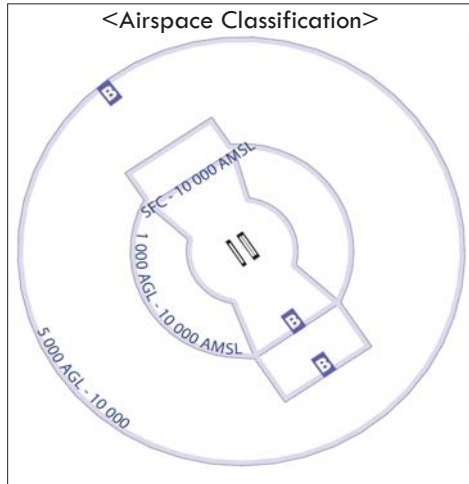 <Airspace Classification>
B
SFC - 10 000 AMSL
1 000 AGL - 10 000 AMSL
B
B
5 000 AGL - 10 000